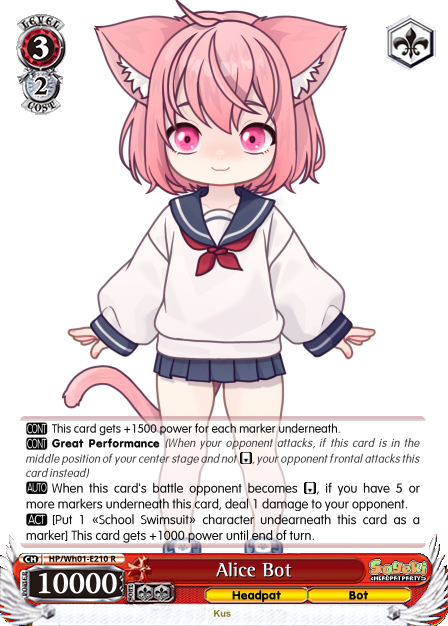 LEVEL
3
2
COST
CONT This card gets +1500 power for each marker underneath.
CONT Great Performance (When your opponent attacks, if this card is in the
middle position of your center stage and not [ ], your opponent frontal attacks this
card instead)
AUTO When this card's battle opponent becomes [ ], if you have 5 or
more markers underneath this card, deal 1 damage to your opponent.
ACT [Put 1 «School Swimsuit» character undearneath this card as a
marker] This card gets +1000 power until end of turn.
CH HP/Wh01-E210 R
POWER 10000 SOUL Alice Bot
Headpat Bot
HEADPAT PARTY
Kus